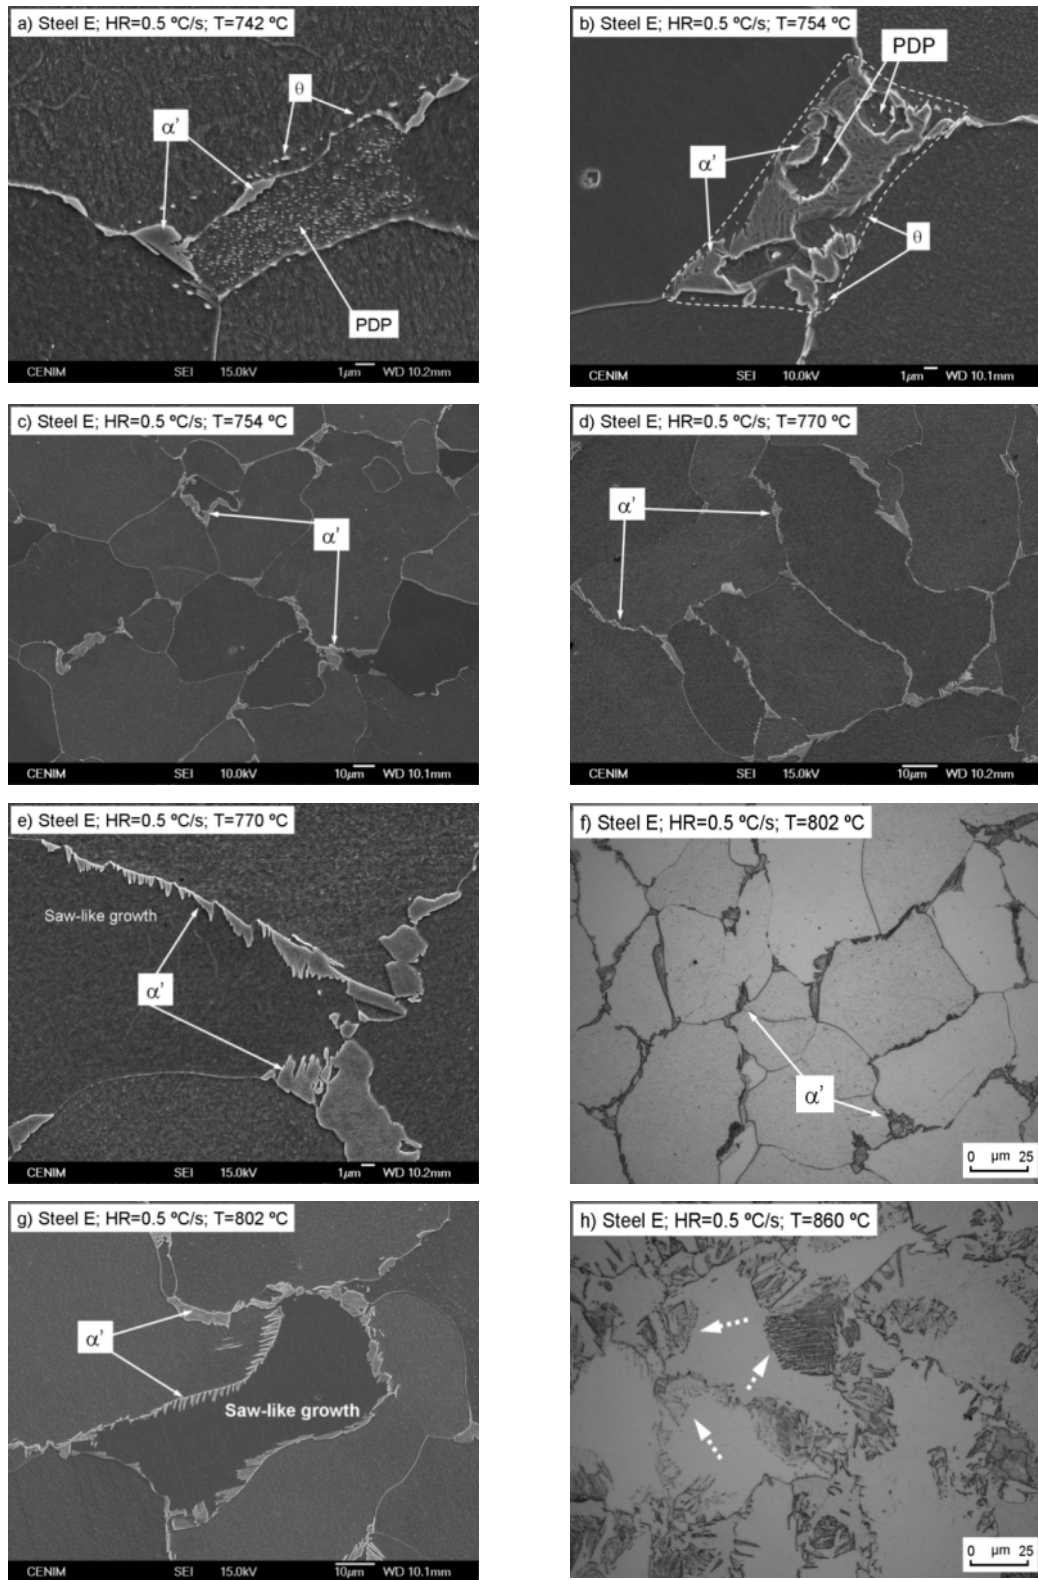 a) Steel E; HR=0.5 ºC/s; T=742 ºC
θ
α’
PDP
CENIM SEI 15.0kV 1µm WD 10.2mm
b) Steel E; HR=0.5 ºC/s; T=754 ºC
PDP
α’
α’
θ
CENIM SEI 10.0kV 1µm WD 10.1mm
c) Steel E; HR=0.5 ºC/s; T=754 ºC
α’
α’
CENIM SEI 10.0kV 10µm WD 10.1mm
d) Steel E; HR=0.5 ºC/s; T=770 ºC
α’
CENIM SEI 15.0kV 10µm WD 10.2mm
e) Steel E; HR=0.5 ºC/s; T=770 ºC
Saw-like growth
α’
CENIM SEI 15.0kV 1µm WD 10.2mm
f) Steel E; HR=0.5 ºC/s; T=802 ºC
α’
0 µm 25
g) Steel E; HR=0.5 ºC/s; T=802 ºC
α’
Saw-like growth
CENIM SEI 15.0kV 10µm WD 10.1mm
h) Steel E; HR=0.5 ºC/s; T=860 ºC
0 µm 25